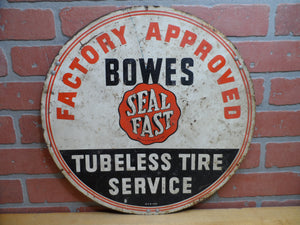 FACTORY APPROVED
BOWES
SEAL
FAST
TUBELESS TIRE
SERVICE